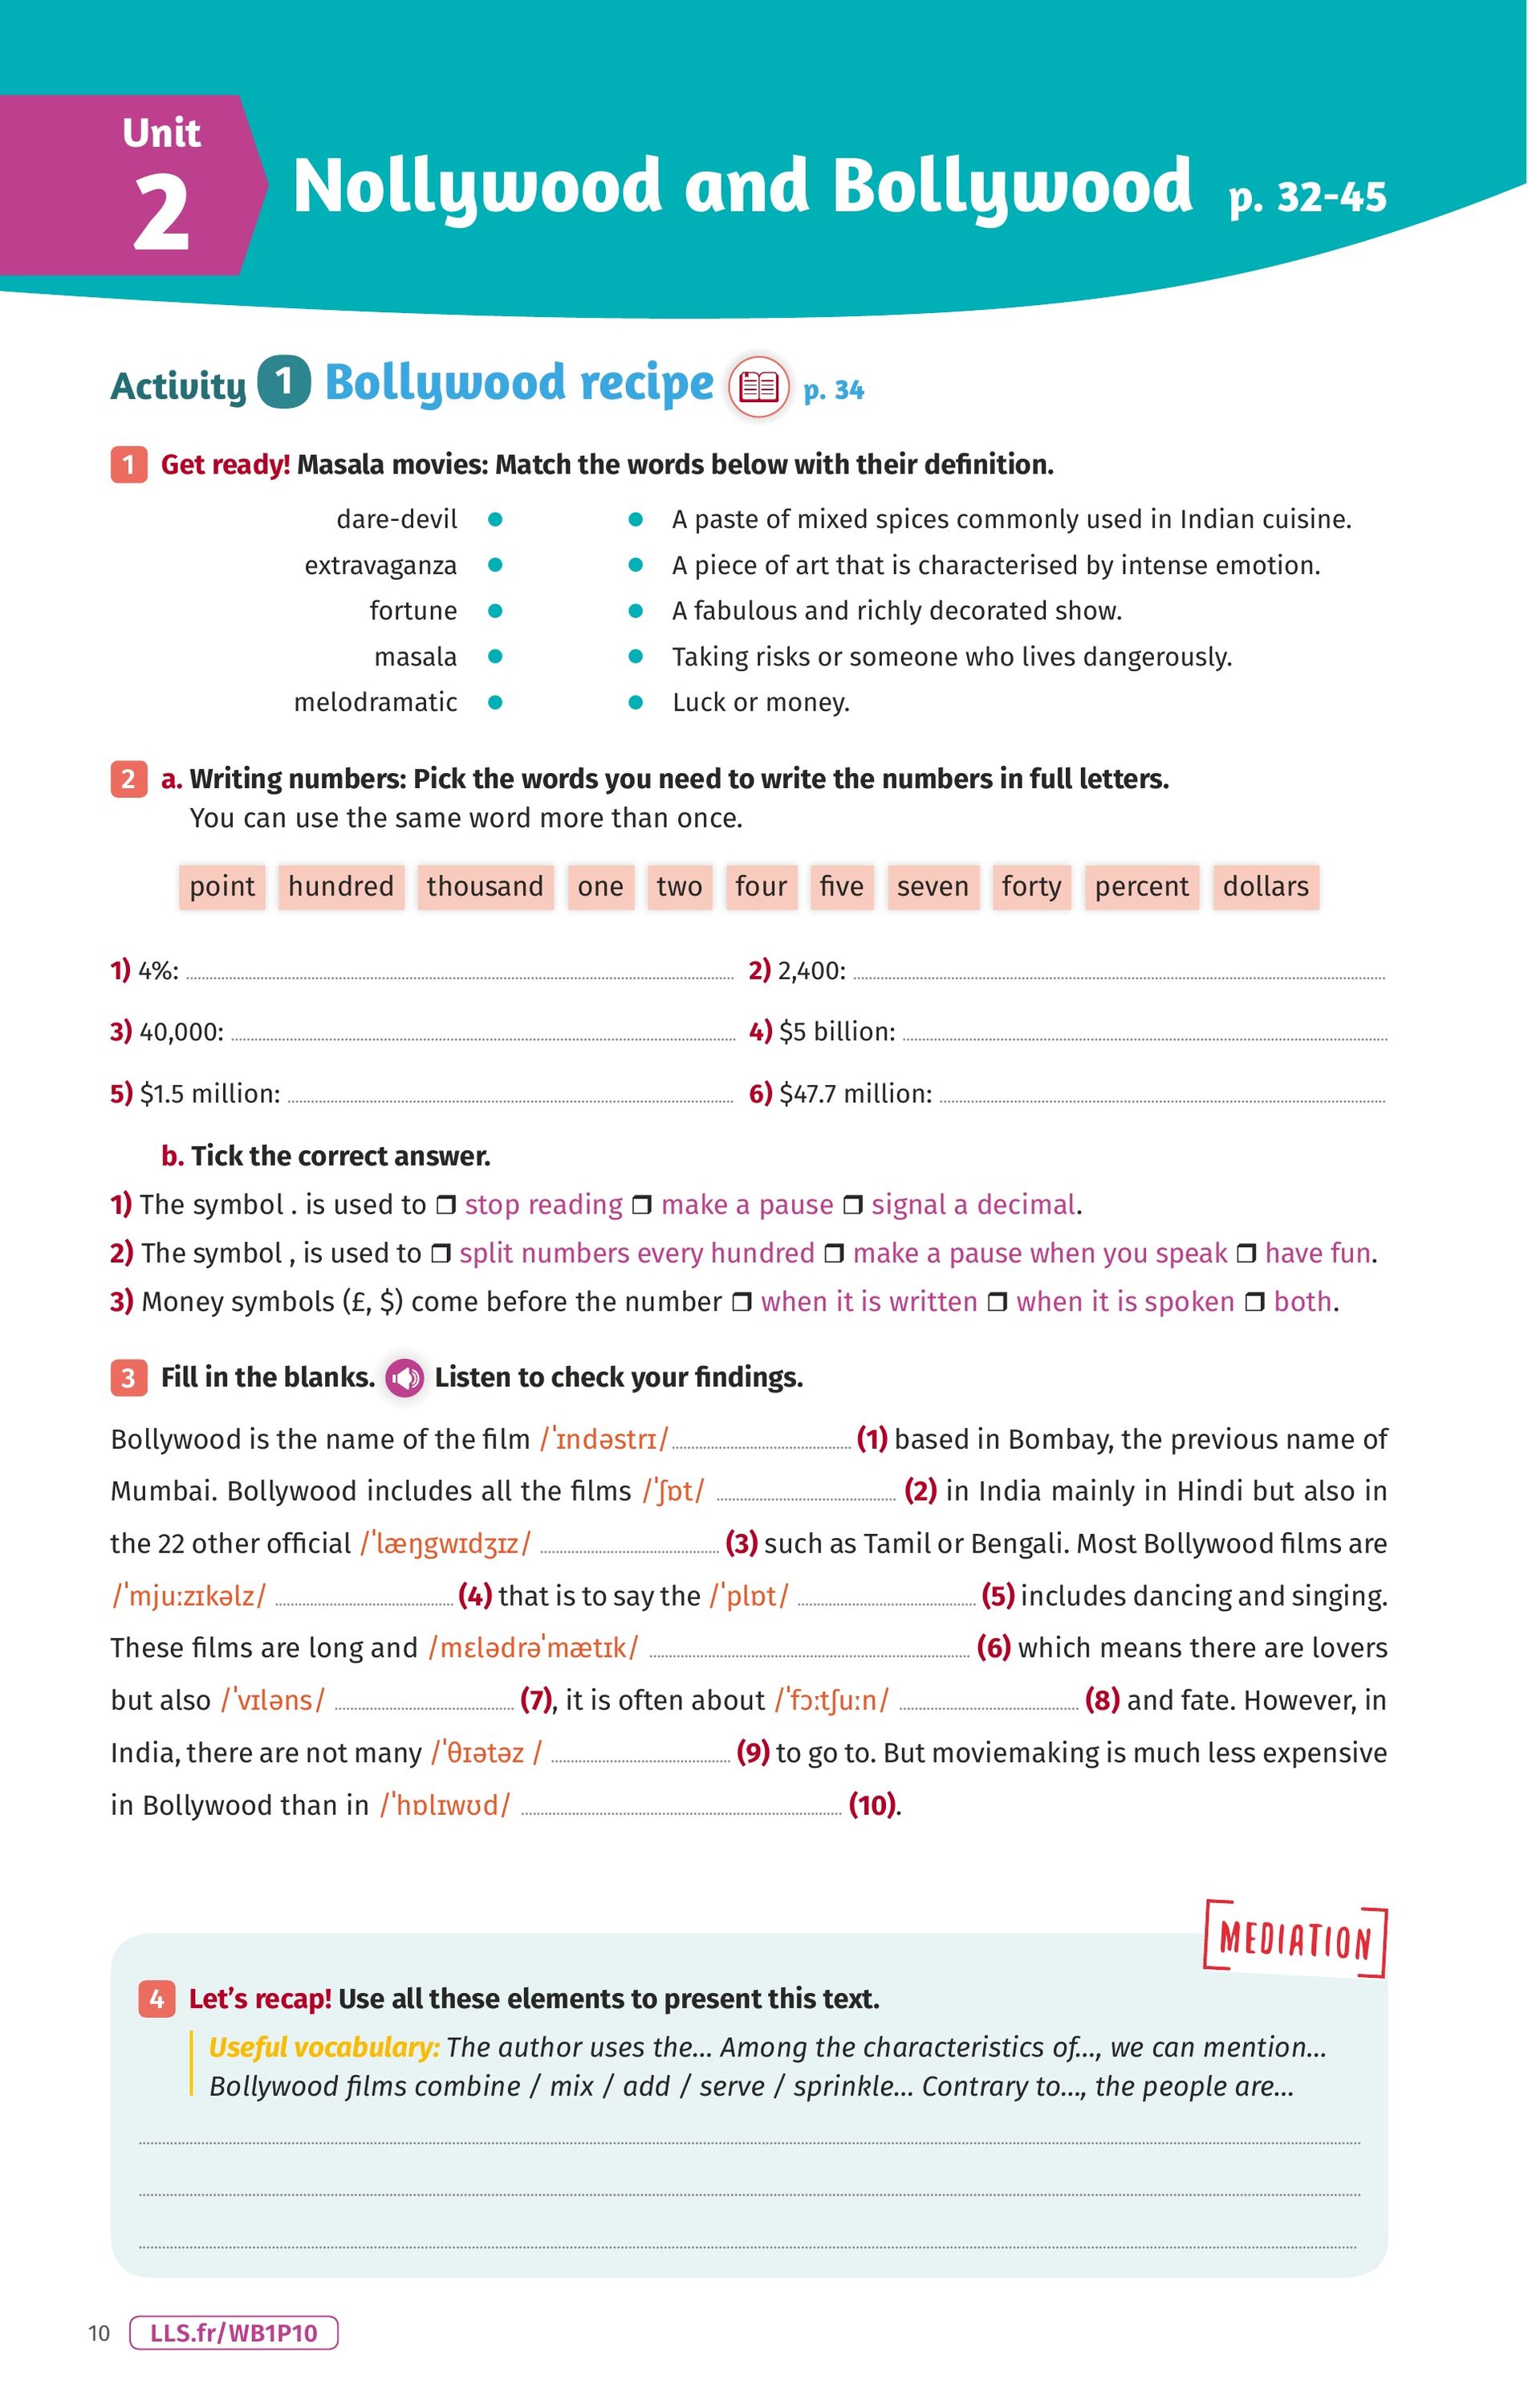 Unit
2
Nollywood and Bollywood p. 32-45
Activity 1 Bollywood recipe p. 34
1 Get ready! Masala movies: Match the words below with their definition.
dare-devil • • A paste of mixed spices commonly used in Indian cuisine.
extravaganza • • A piece of art that is characterised by intense emotion.
fortune • • A fabulous and richly decorated show.
masala • • Taking risks or someone who lives dangerously.
melodramatic • • Luck or money.
2 a. Writing numbers: Pick the words you need to write the numbers in full letters.
You can use the same word more than once.
point hundred thousand one two four five seven forty percent dollars
1) 4%: 2) 2,400:
3) 40,000: 4) $5 billion:
5) $1.5 million: 6) $47.7 million:
b. Tick the correct answer.
1) The symbol . is used to ❐ stop reading ❐ make a pause ❐ signal a decimal.
2) The symbol , is used to ❐ split numbers every hundred ❐ make a pause when you speak ❐ have fun.
3) Money symbols (£, $) come before the number ❐ when it is written ❐ when it is spoken ❐ both.
3 Fill in the blanks. Listen to check your findings.
Bollywood is the name of the film /ˈɪndəstrɪ/ (1) based in Bombay, the previous name of
Mumbai. Bollywood includes all the films /ˈʃɒt/ (2) in India mainly in Hindi but also in
the 22 other official /ˈlæŋgwɪdʒɪz/ (3) such as Tamil or Bengali. Most Bollywood films are
/ˈmjuːzɪkəlz/ (4) that is to say the /ˈplɒt/ (5) includes dancing and singing.
These films are long and /mɛlədrəˈmætɪk/ (6) which means there are lovers
but also /ˈvɪləns/ (7), it is often about /ˈfɔːtʃuːn/ (8) and fate. However, in
India, there are not many /ˈθɪətəz / (9) to go to. But moviemaking is much less expensive
in Bollywood than in /ˈhɒlɪwʊd/ (10).
MEDIATION
4 Let's recap! Use all these elements to present this text.
Useful vocabulary: The author uses the... Among the characteristics of..., we can mention...
Bollywood films combine / mix / add / serve / sprinkle... Contrary to..., the people are...
10 LLS.fr/WB1P10